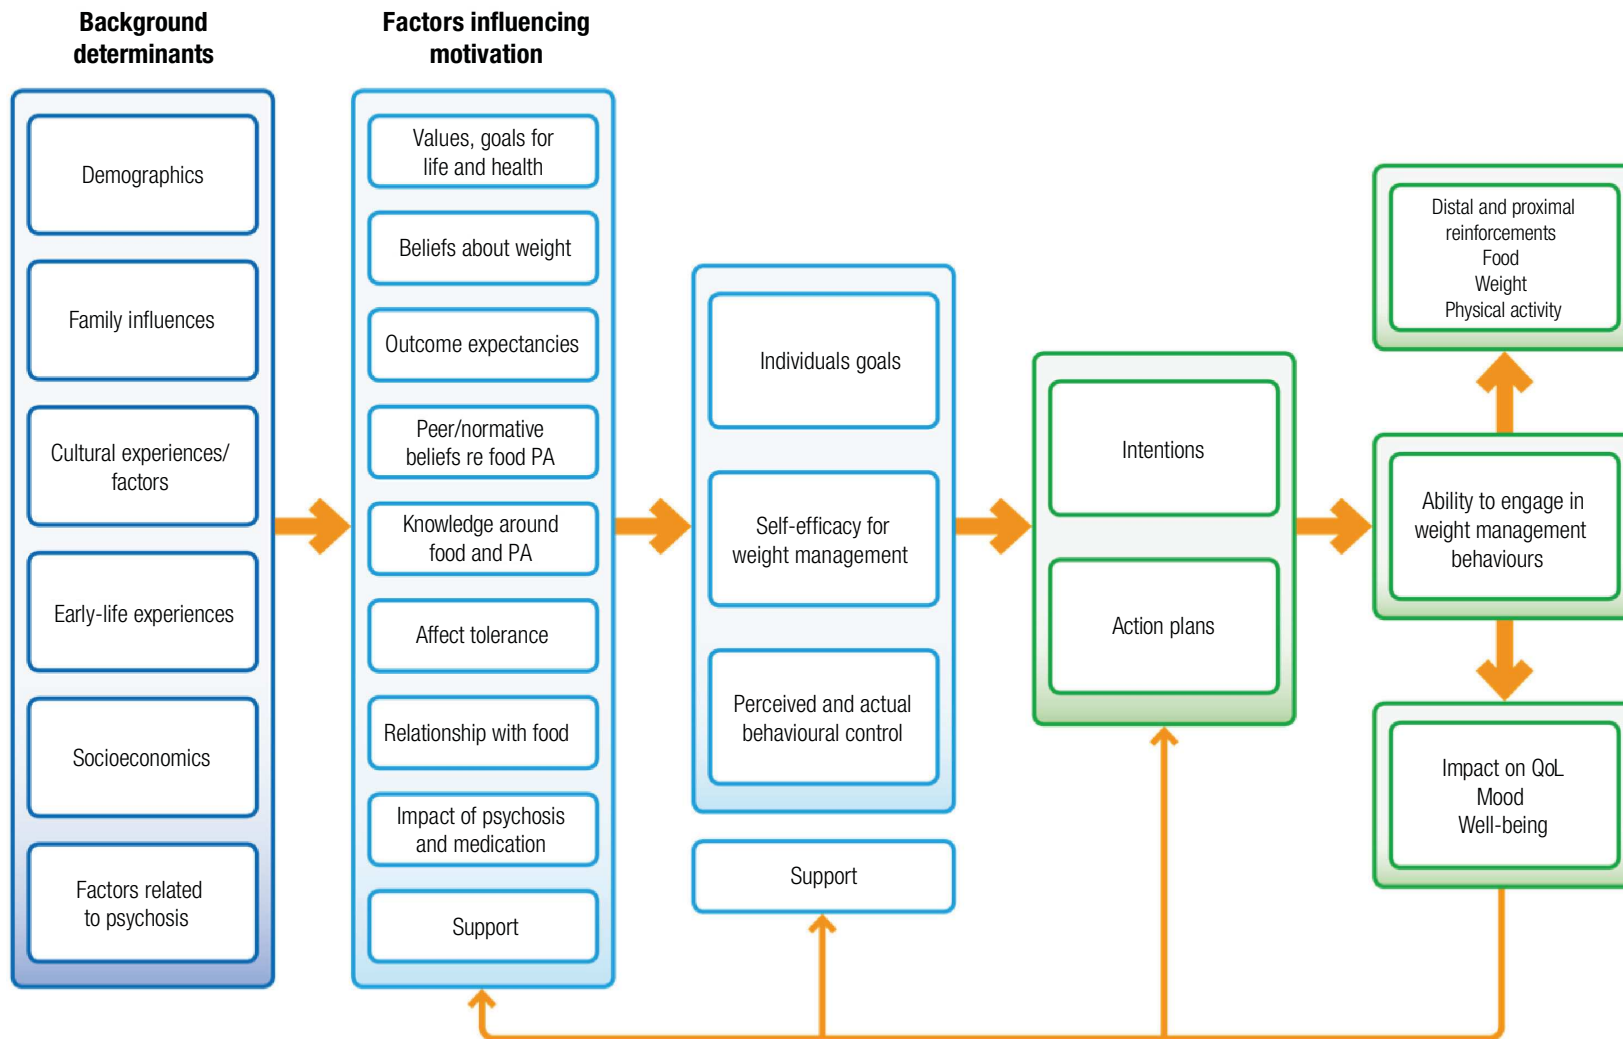 Background
determinants
Factors influencing
motivation
Demographics
Family influences
Cultural experiences/
factors
Early-life experiences
Socioeconomics
Factors related
to psychosis
Values, goals for
life and health
Beliefs about weight
Outcome expectancies
Peer/normative
beliefs re food PA
Knowledge around
food and PA
Affect tolerance
Relationship with food
Impact of psychosis
and medication
Support
Individuals goals
Self-efficacy for
weight management
Perceived and actual
behavioural control
Support
Intentions
Action plans
Distal and proximal
reinforcements
Food
Weight
Physical activity
Ability to engage in
weight management
behaviours
Impact on QoL
Mood
Well-being